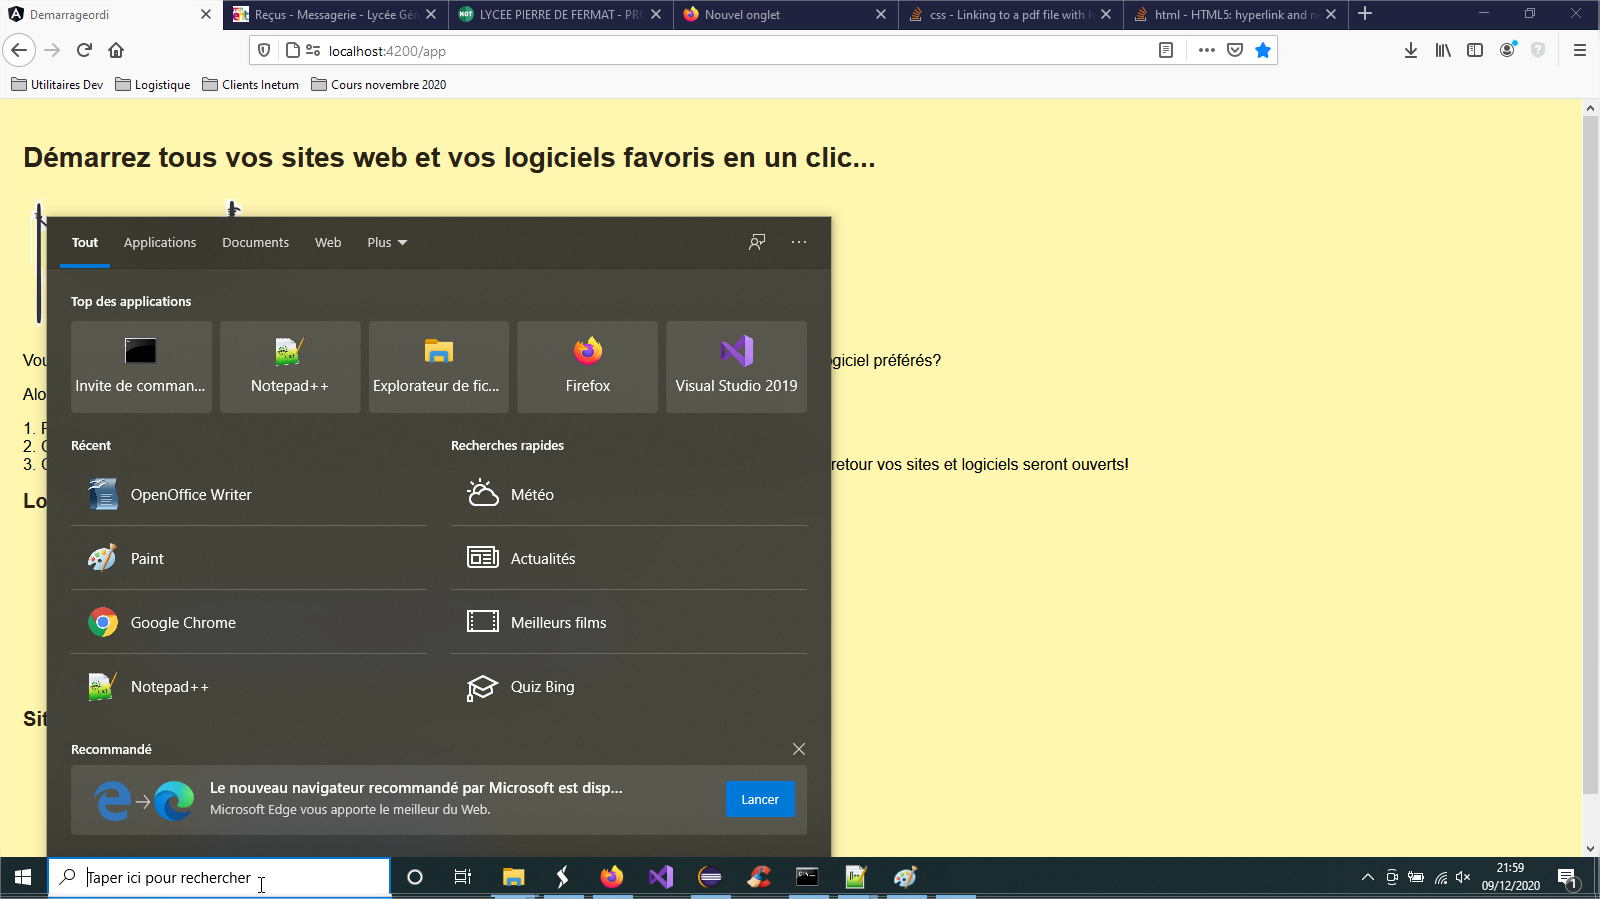 Demarrageordi
Reçus - Messagerie - Lycée Gén
NOT
LYCEE PIERRE DE FERMAT - PRO
Nouvel onglet
css - Linking to a pdf file with h
html - HTML5: hyperlink and n
localhost:4200/app
Utilitaires Dev
Logistique
Clients Inetum
Cours novembre 2020
Démarrez tous vos sites web et vos logiciels favoris en un clic...
Tout
Applications
Documents
Web
Plus
Top des applications
Invite de comman...
Notepad++
Explorateur de fic...
Firefox
Visual Studio 2019
Vou
giciel préférés?
Alo
1.
2.
3.
retour vos sites et logiciels seront ouverts!
Récent
Recherches rapides
OpenOffice Writer
Météo
Lo
Paint
Actualités
Google Chrome
Meilleurs films
Notepad++
Quiz Bing
Sit
Recommandé
Le nouveau navigateur recommandé par Microsoft est disp...
Microsoft Edge vous apporte le meilleur du Web.
Lancer
Taper ici pour rechercher
21:59
09/12/2020
1